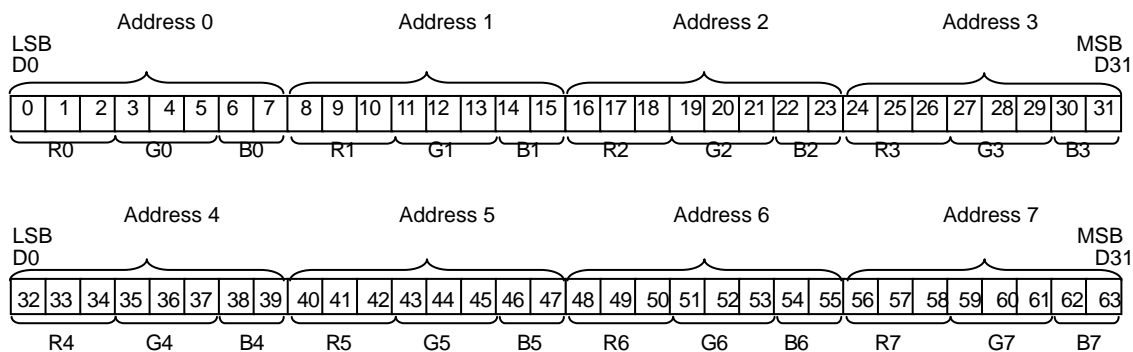 Address 0 Address 1 Address 2 Address 3
LSB MSB
D0 D31
0 1 2 3 4 5 6 7 8 9 10 11 12 13 14 15 16 17 18 19 20 21 22 23 24 25 26 27 28 29 30 31
R0 G0 B0 R1 G1 B1 R2 G2 B2 R3 G3 B3
Address 4 Address 5 Address 6 Address 7
LSB MSB
D0 D31
32 33 34 35 36 37 38 39 40 41 42 43 44 45 46 47 48 49 50 51 52 53 54 55 56 57 58 59 60 61 62 63
R4 G4 B4 R5 G5 B5 R6 G6 B6 R7 G7 B7